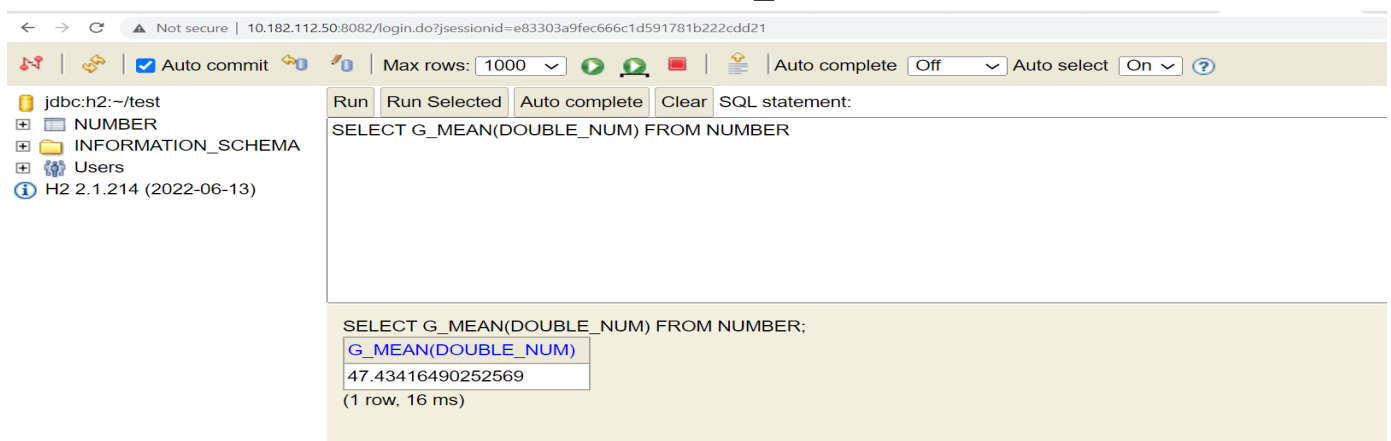 Not secure | 10.182.112.50:8082/login.do?jsessionid=e83303a9fec666c1d591781b222cdd21
Auto commit Max rows: 1000 Auto complete Off Auto select On ?
jdbc:h2:~/test
NUMBER
INFORMATION_SCHEMA
Users
H2 2.1.214 (2022-06-13)
Run Run Selected Auto complete Clear SQL statement:
SELECT G_MEAN(DOUBLE_NUM) FROM NUMBER
SELECT G_MEAN(DOUBLE_NUM) FROM NUMBER;
G_MEAN(DOUBLE_NUM)
47.43416490252569
(1 row, 16 ms)